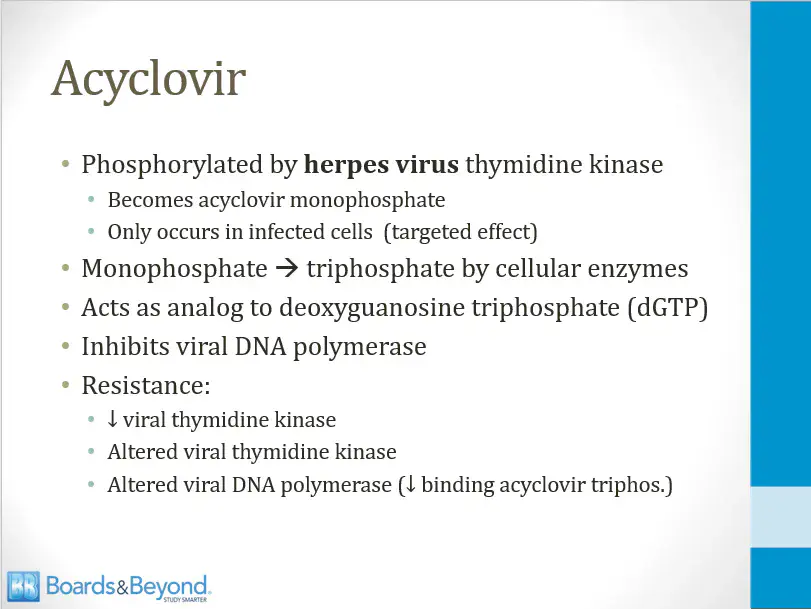 Acyclovir
• Phosphorylated by herpes virus thymidine kinase
• Becomes acyclovir monophosphate
• Only occurs in infected cells (targeted effect)
• Monophosphate → triphosphate by cellular enzymes
• Acts as analog to deoxyguanosine triphosphate (dGTP)
• Inhibits viral DNA polymerase
• Resistance:
• ↓ viral thymidine kinase
• Altered viral thymidine kinase
• Altered viral DNA polymerase (↓ binding acyclovir triphos.)
BB Boards&Beyond.
STUDY SMARTER